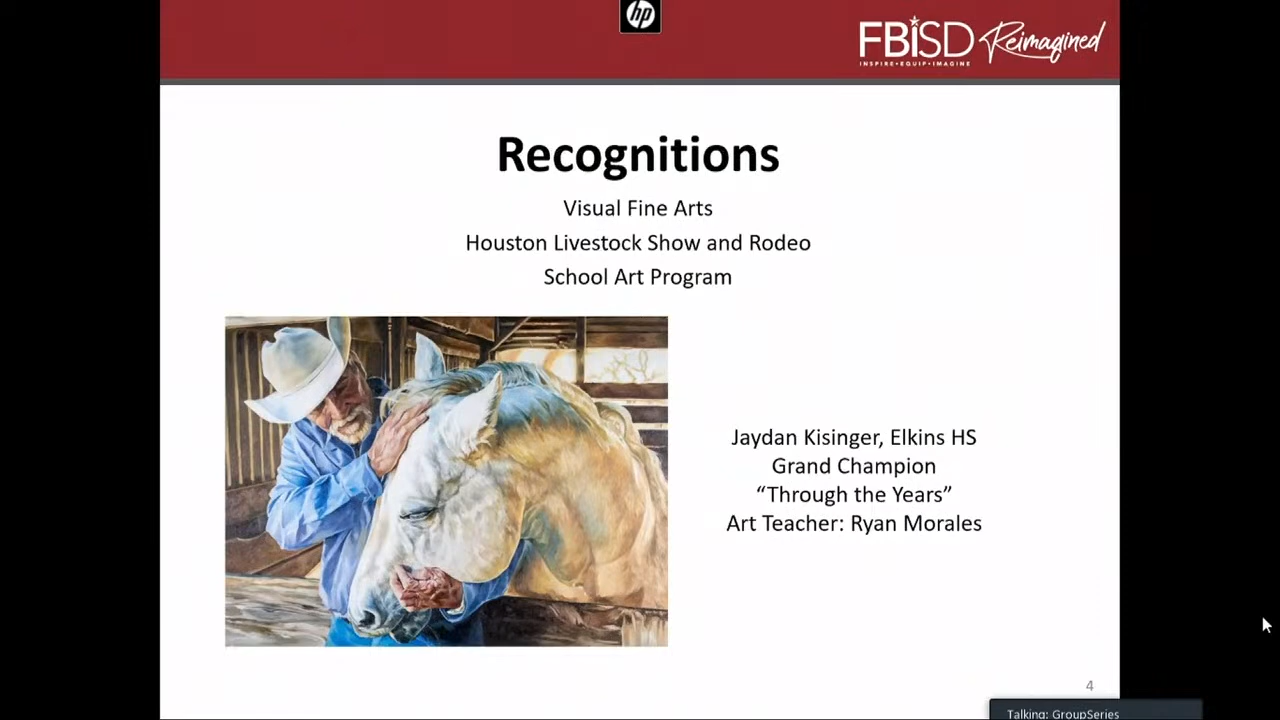 hp
FBISD Reimagined
INSPIRE•EQUIP•IMAGINE
Recognitions
Visual Fine Arts
Houston Livestock Show and Rodeo
School Art Program
Jaydan Kisinger, Elkins HS
Grand Champion
“Through the Years”
Art Teacher: Ryan Morales
4
Talking: GroupSeries